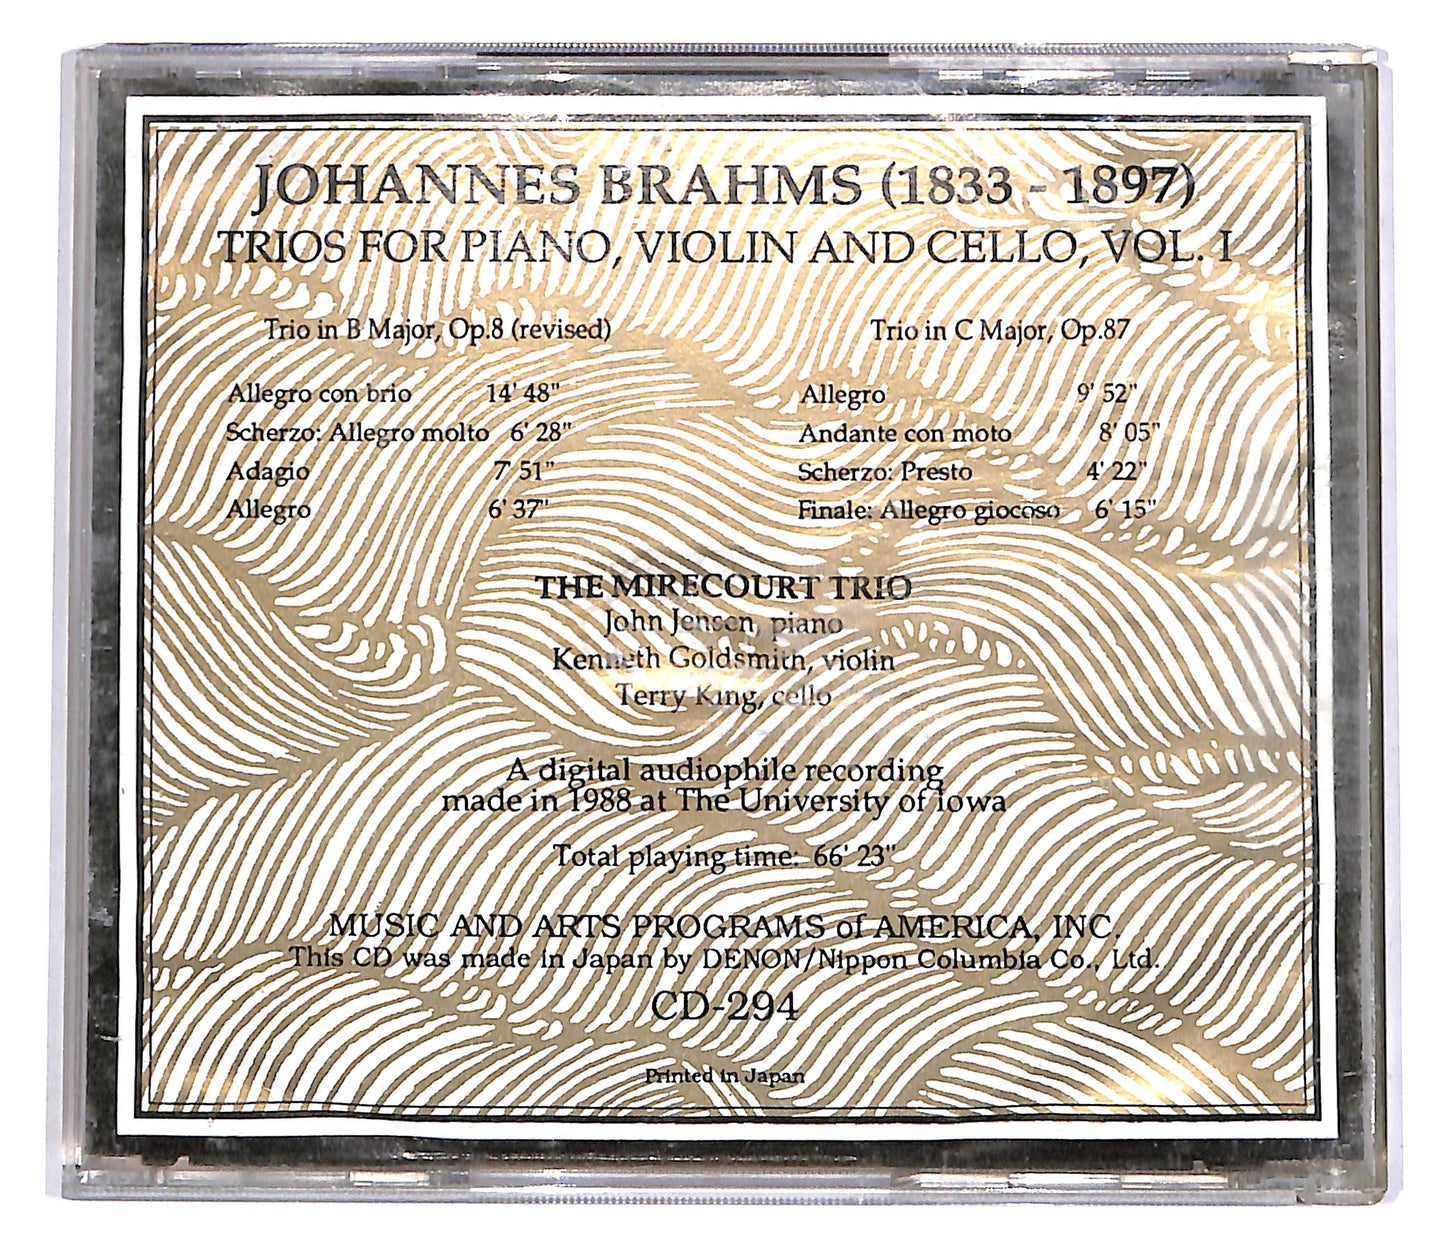 JOHANNES BRAHMS (1833 - 1897)
TRIOS FOR PIANO, VIOLIN AND CELLO, VOL. I
Trio in B Major, Op.8 (revised)
Allegro con brio 14' 48"
Scherzo: Allegro molto 6' 28"
Adagio 7' 51"
Allegro 6' 37"
Trio in C Major, Op.87
Allegro 9' 52"
Andante con moto 8' 05"
Scherzo: Presto 4' 22"
Finale: Allegro giocoso 6' 15"
THE MIRECOURT TRIO
John Jensen, piano
Kenneth Goldsmith, violin
Terry King, cello
A digital audiophile recording
made in 1988 at The University of Iowa
Total playing time: 66' 23"
MUSIC AND ARTS PROGRAMS of AMERICA, INC.
This CD was made in Japan by DENON/Nippon Columbia Co., Ltd.
CD-294
Printed in Japan